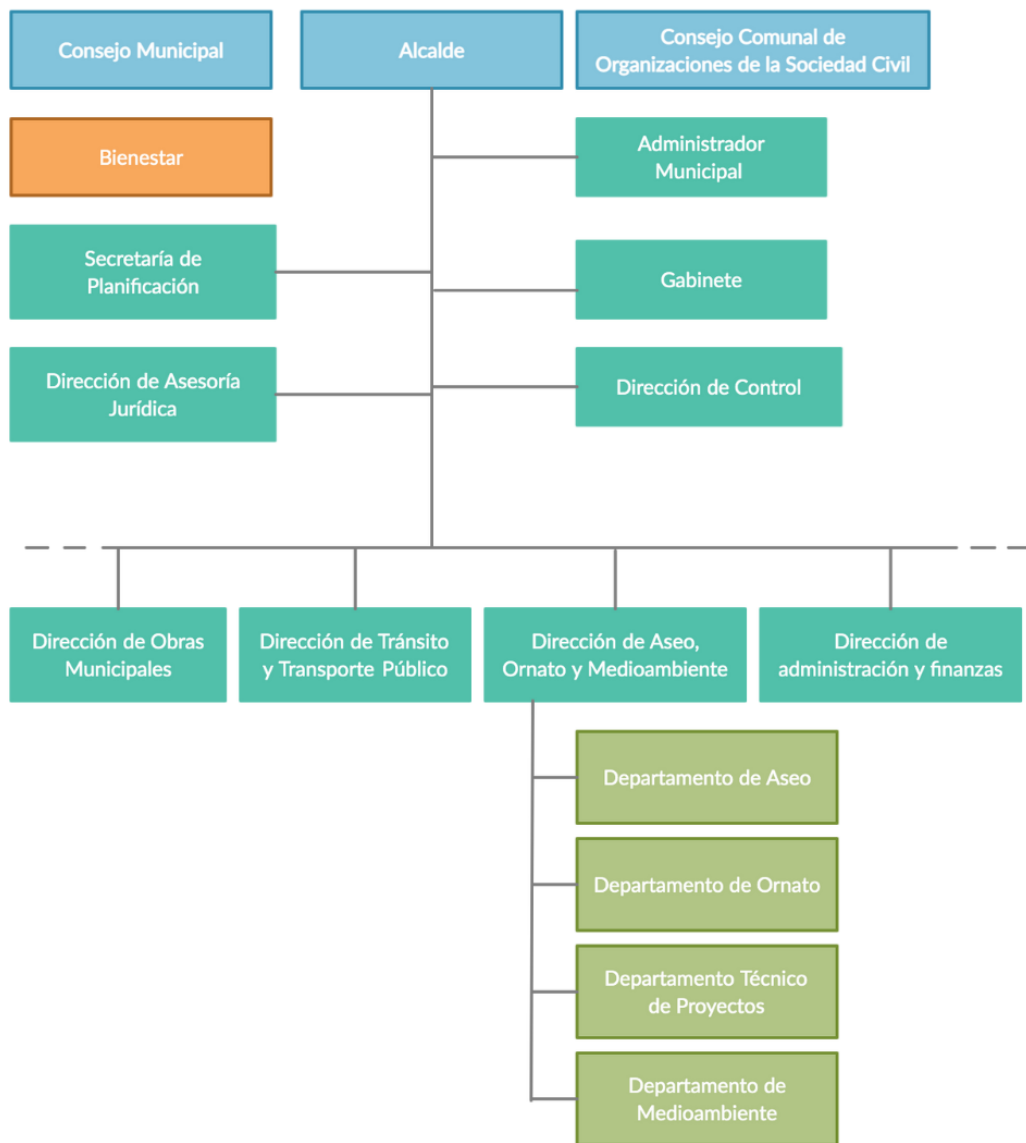 Consejo Municipal
Alcalde
Consejo Comunal de
Organizaciones de la Sociedad Civil
Bienestar
Administrador
Municipal
Secretaría de
Planificación
Gabinete
Dirección de Asesoría
Jurídica
Dirección de Control
Dirección de Obras
Municipales
Dirección de Tránsito
y Transporte Público
Dirección de Aseo,
Ornato y Medioambiente
Dirección de
administración y finanzas
Departamento de Aseo
Departamento de Ornato
Departamento Técnico
de Proyectos
Departamento de
Medioambiente